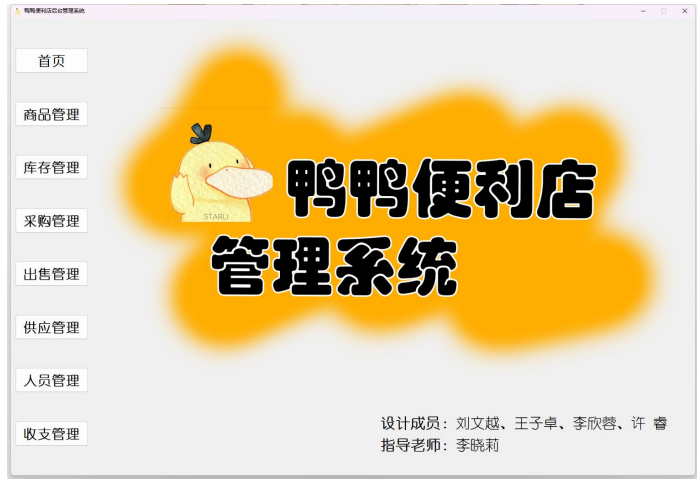 鸭鸭便利店后台管理系统
首页
商品管理
库存管理
采购管理
出售管理
供应管理
人员管理
收支管理
STARLI
鸭鸭便利店
管理系统
设计成员：刘文越、王子卓、李欣蓉、许 睿
指导老师：李晓莉